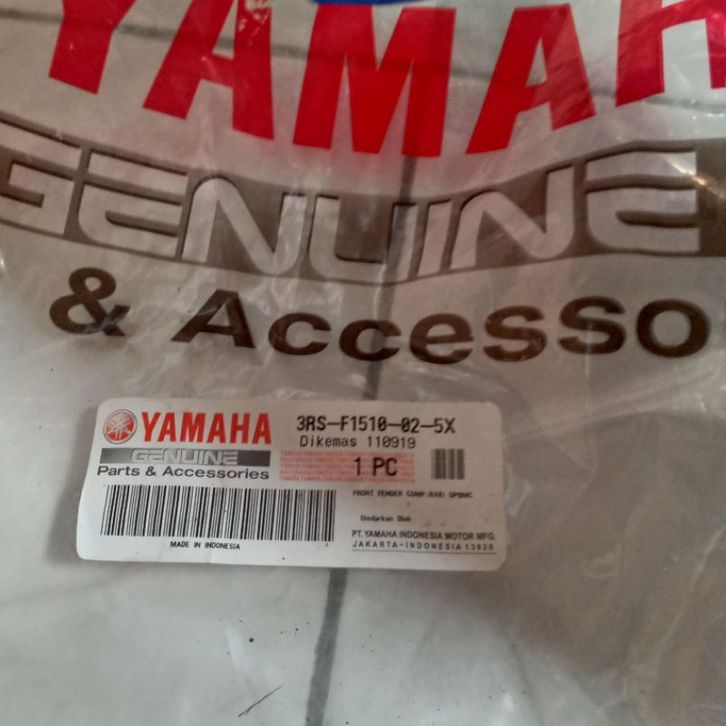 YAMAH
GENUINE
& Accesso
YAMAHA
GENUINE
Parts & Accessories
3RS-F1510-02-5X
Dikemas 110919
1 PC
FRONT FENDER COMP.
Diedarkan Oleh
PT. YAMAHA INDONESIA MOTOR MFG.
JAKARTA-INDONESIA 13920
MADE IN INDONESIA